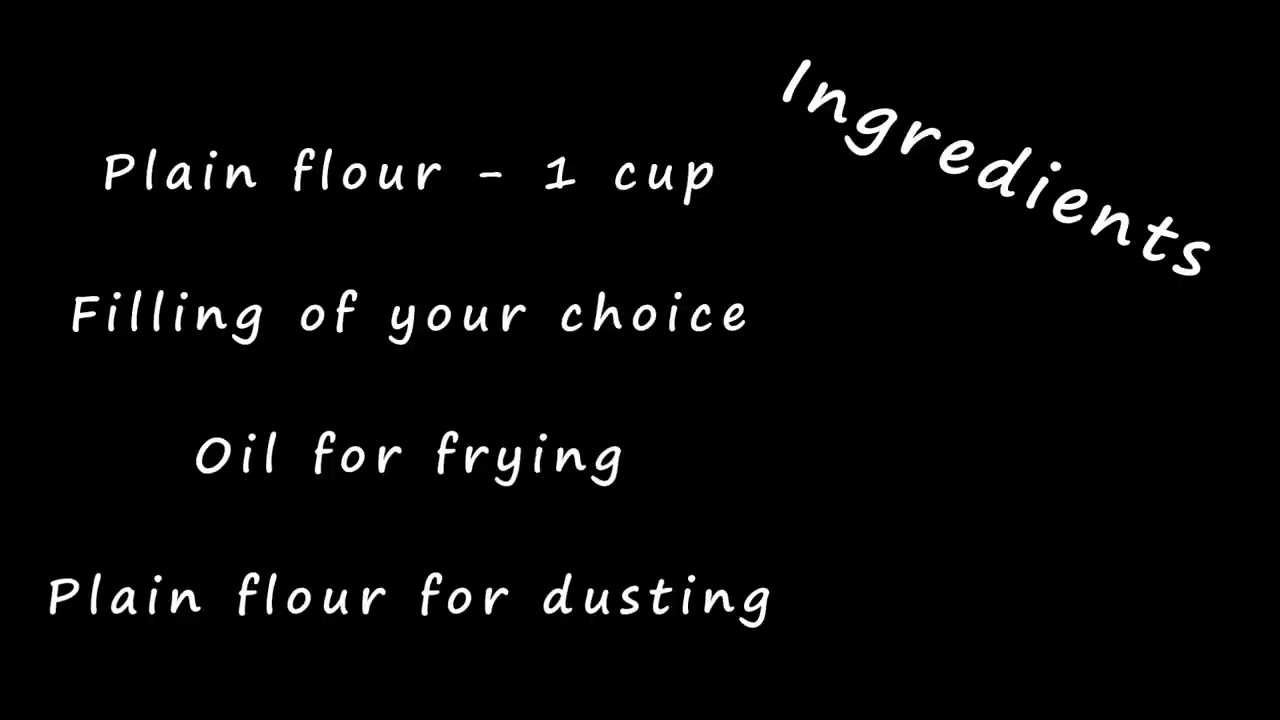 Ingredients
Plain flour - 1 cup
Filling of your choice
Oil for frying
Plain flour for dusting